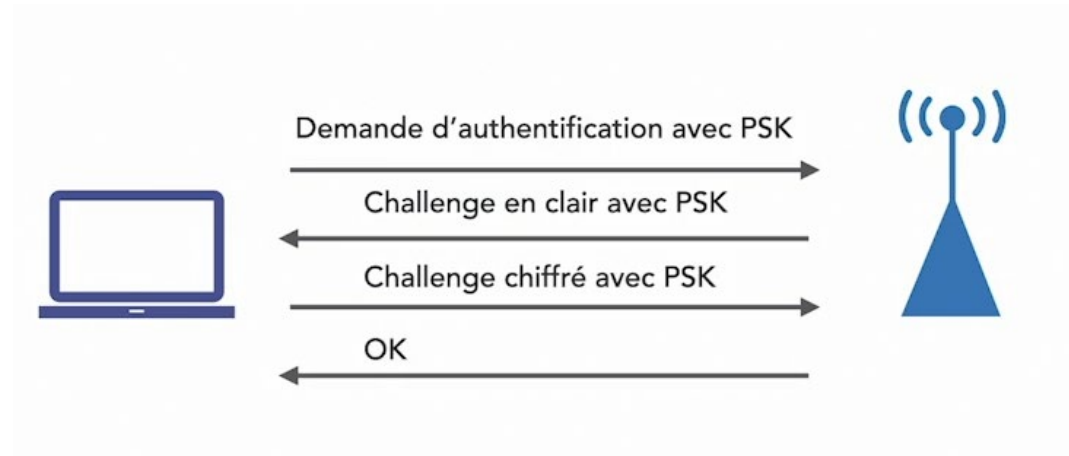 Demande d'authentification avec PSK
Challenge en clair avec PSK
Challenge chiffré avec PSK
OK